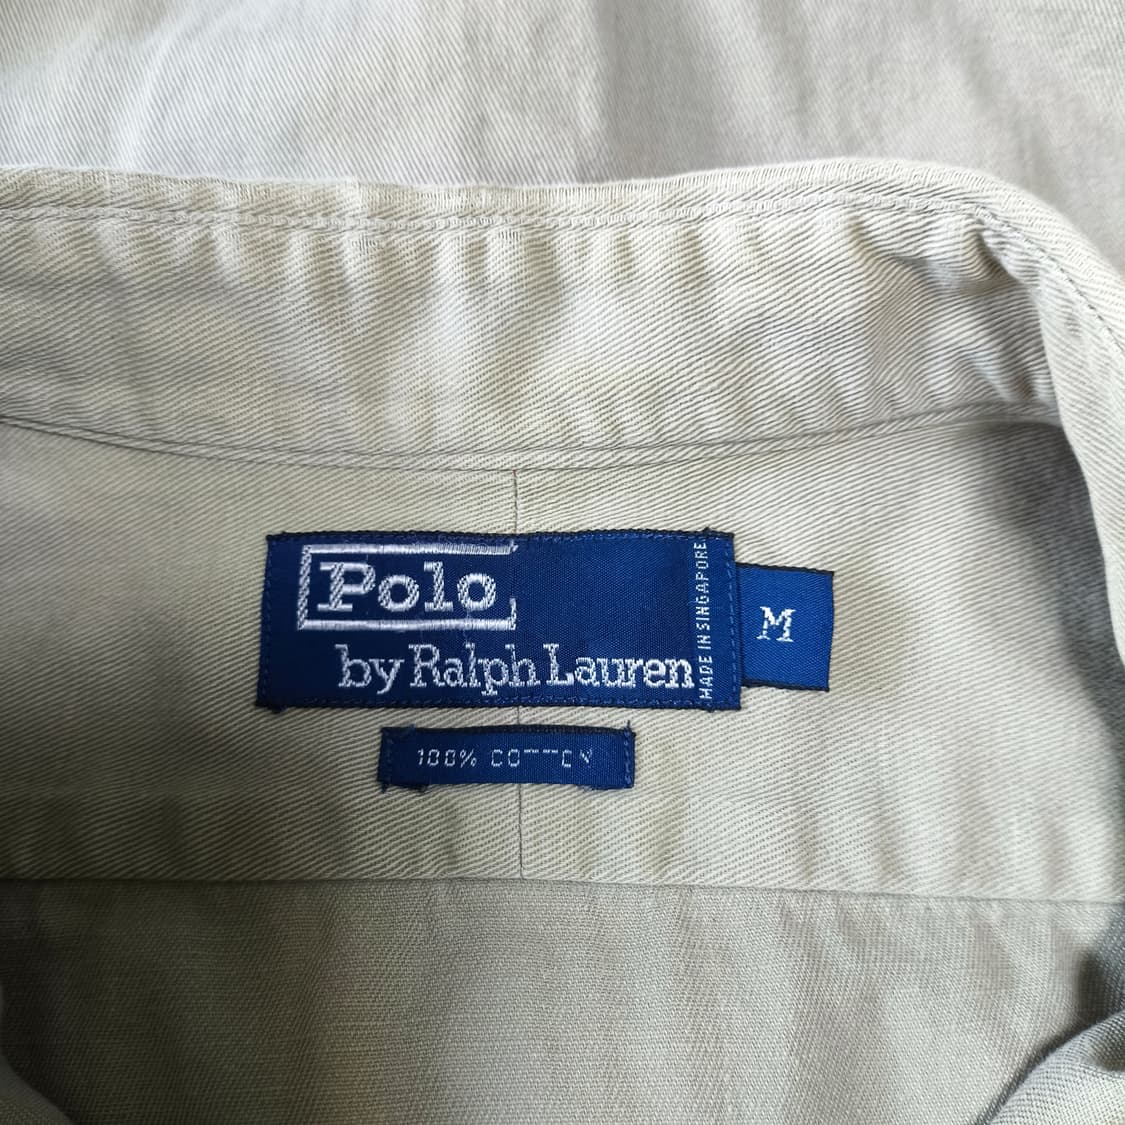 Polo
by Ralph Lauren
MADE IN SINGAPORE
M
100% COTTON